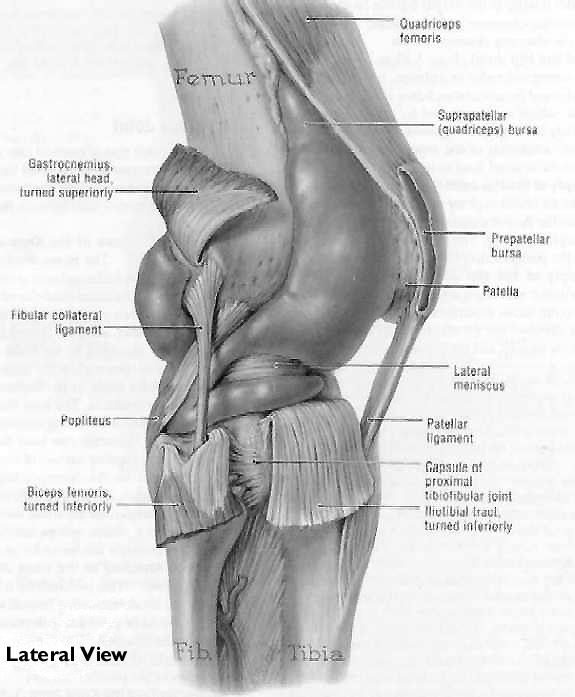 Quadriceps
femoris
Femur
Suprapatellar
(quadriceps) bursa
Gastrocnemius,
lateral head,
turned superiorly
Prepatellar
bursa
Patella
Fibular collateral
ligament
Lateral
meniscus
Popliteus
Patellar
ligament
Capsule of
proximal
tibiofibular joint
Biceps femoris,
turned inferiorly
Iliotibial tract,
turned inferiorly
Lateral View
Fib.
Tibia